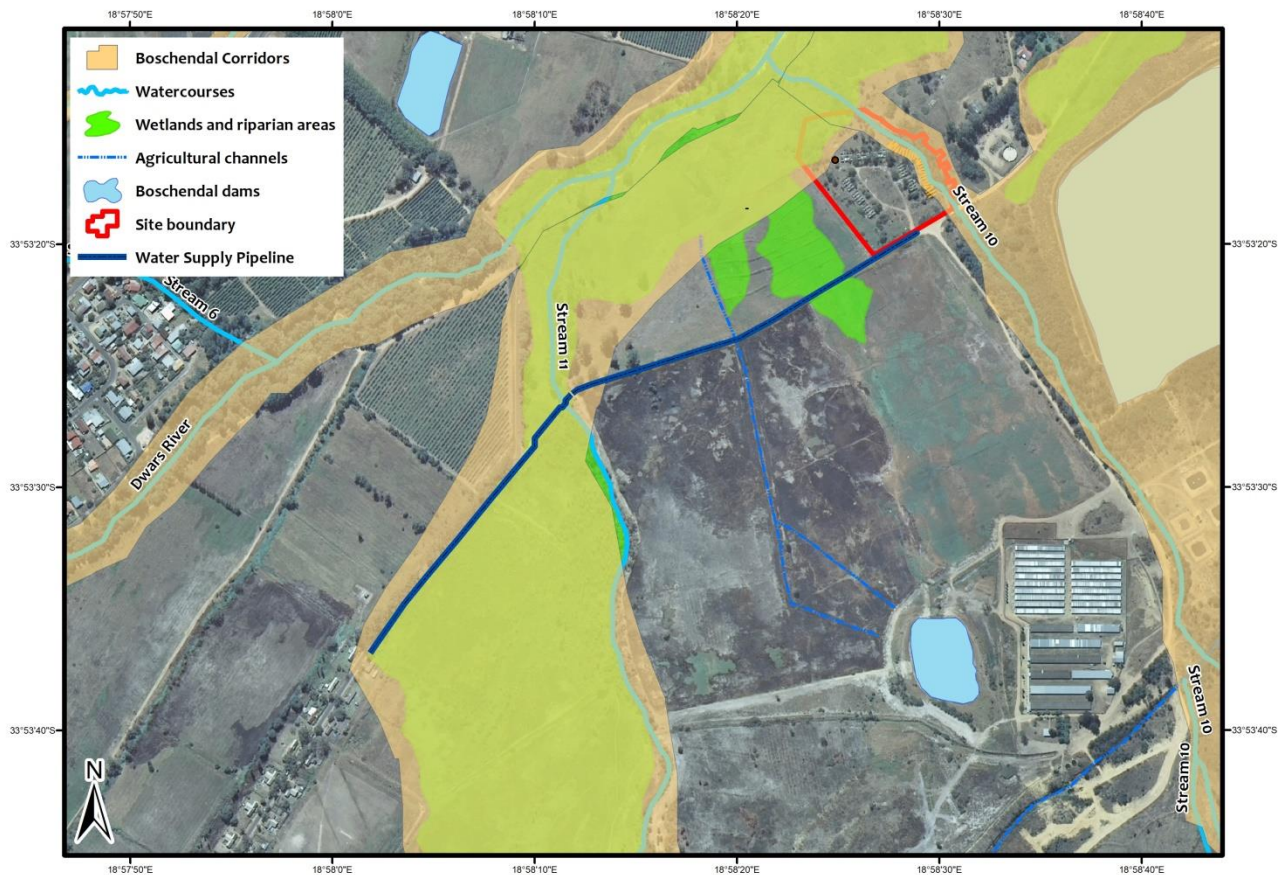 18°57'50"E
18°58'0"E
18°58'10"E
18°58'20"E
18°58'30"E
18°58'40"E
Boschendal Corridors
Watercourses
Wetlands and riparian areas
Agricultural channels
Boschendal dams
Site boundary
Water Supply Pipeline
33°53'20"S
33°53'20"S
Stream 10
Stream 6
Stream 11
Dwars River
33°53'30"S
33°53'30"S
Stream 10
33°53'40"S
33°53'40"S
Stream 10
N
18°57'50"E
18°58'0"E
18°58'10"E
18°58'20"E
18°58'30"E
18°58'40"E